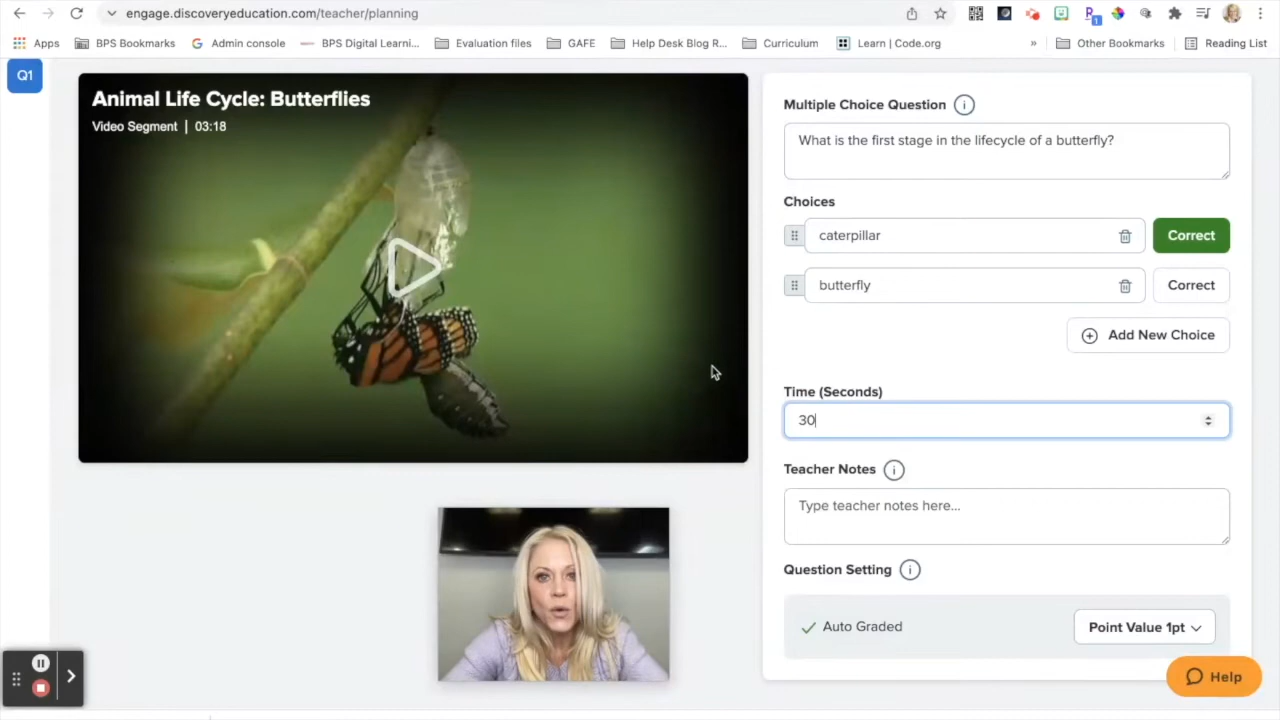 engage.discoveryeducation.com/teacher/planning
Apps BPS Bookmarks Admin console BPS Digital Learni... Evaluation files GAFE Help Desk Blog R... Curriculum Learn | Code.org » Other Bookmarks Reading List
Q1
Animal Life Cycle: Butterflies
Video Segment | 03:18
Multiple Choice Question
What is the first stage in the lifecycle of a butterfly?
Choices
caterpillar Correct
butterfly Correct
Add New Choice
Time (Seconds)
30
Teacher Notes
Type teacher notes here...
Question Setting
Auto Graded Point Value 1pt
Help